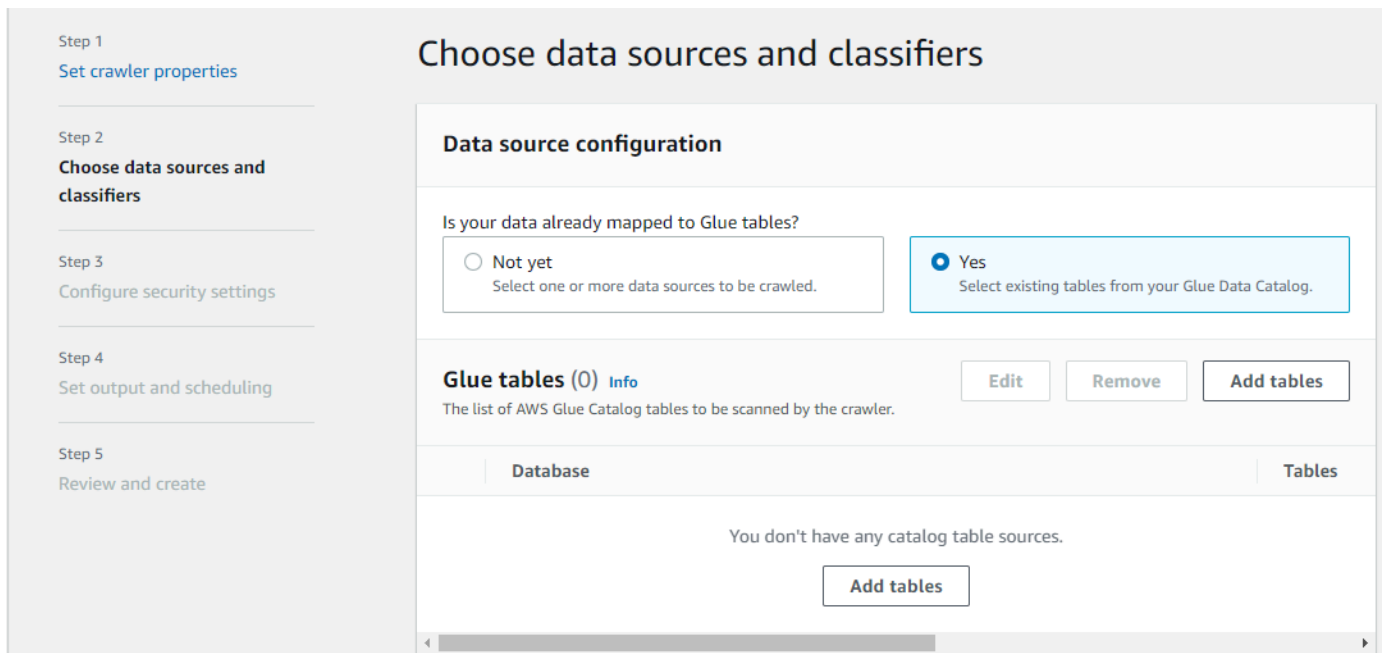 Step 1
Set crawler properties
Step 2
Choose data sources and
classifiers
Step 3
Configure security settings
Step 4
Set output and scheduling
Step 5
Review and create
Choose data sources and classifiers
Data source configuration
Is your data already mapped to Glue tables?
Not yet
Select one or more data sources to be crawled.
Yes
Select existing tables from your Glue Data Catalog.
Glue tables (0) Info
The list of AWS Glue Catalog tables to be scanned by the crawler.
Edit
Remove
Add tables
Database
Tables
You don't have any catalog table sources.
Add tables